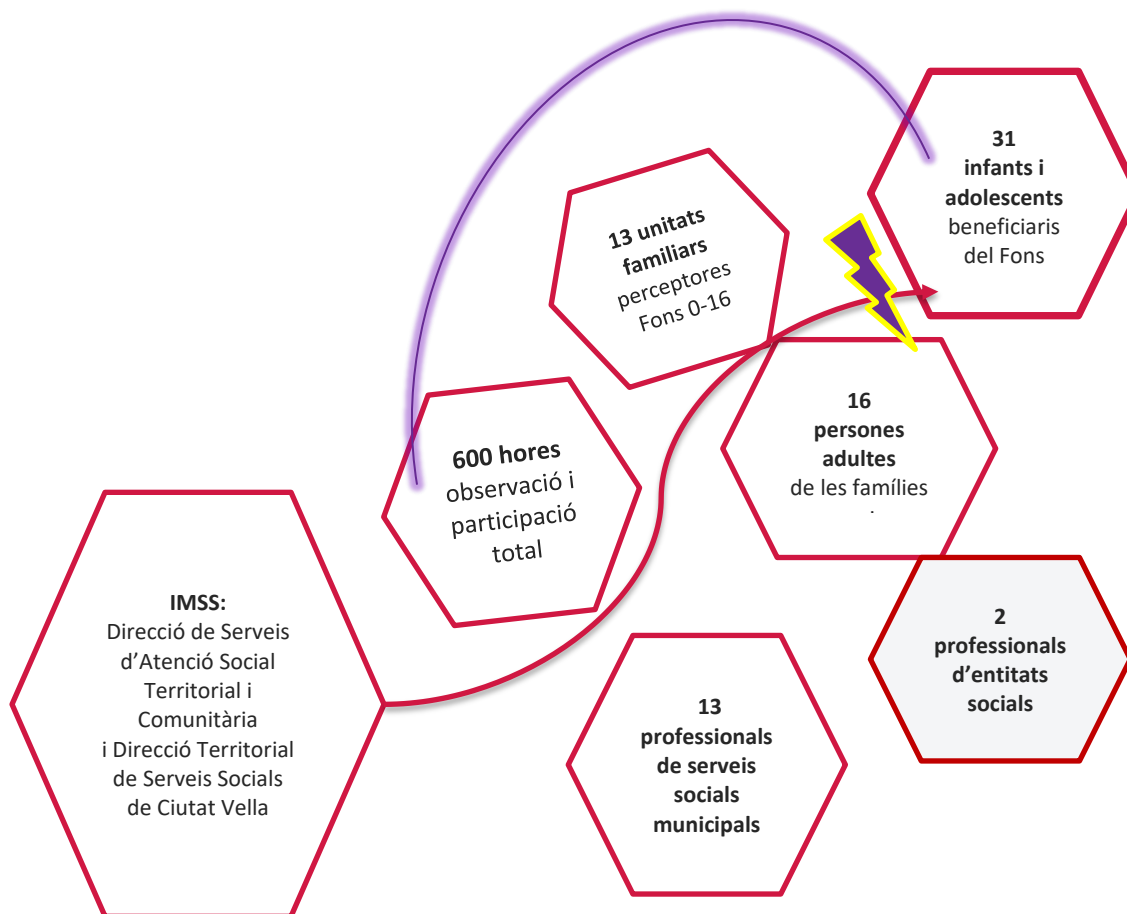 31
infants i
adolescents
beneficiaris
del Fons
13 unitats
familiars
perceptores
Fons 0-16
16
persones
adultes
de les famílies
.
600 hores
observació i
participació
total
IMSS:
Direcció de Serveis
d’Atenció Social
Territorial i
Comunitària
i Direcció Territorial
de Serveis Socials
de Ciutat Vella
2
professionals
d’entitats
socials
13
professionals
de serveis
socials
municipals